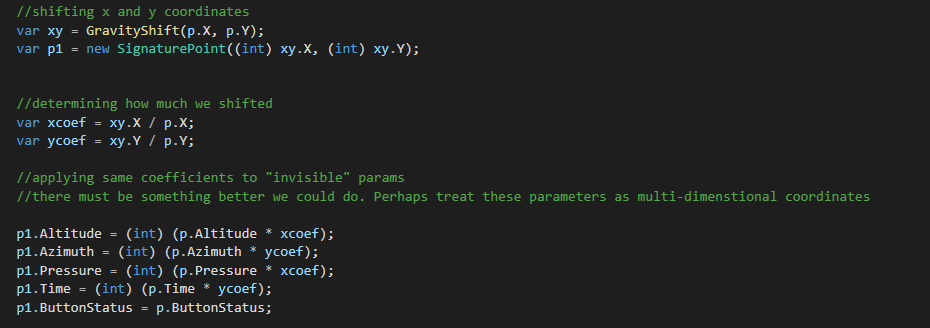 //shifting x and y coordinates
var xy = GravityShift(p.X, p.Y);
var p1 = new SignaturePoint((int) xy.X, (int) xy.Y);
//determining how much we shifted
var xcoef = xy.X / p.X;
var ycoef = xy.Y / p.Y;
//applying same coefficients to "invisible" params
//there must be something better we could do. Perhaps treat these parameters as multi-dimenstional coordinates
p1.Altitude = (int) (p.Altitude * xcoef);
p1.Azimuth = (int) (p.Azimuth * ycoef);
p1.Pressure = (int) (p.Pressure * xcoef);
p1.Time = (int) (p.Time * ycoef);
p1.ButtonStatus = p.ButtonStatus;